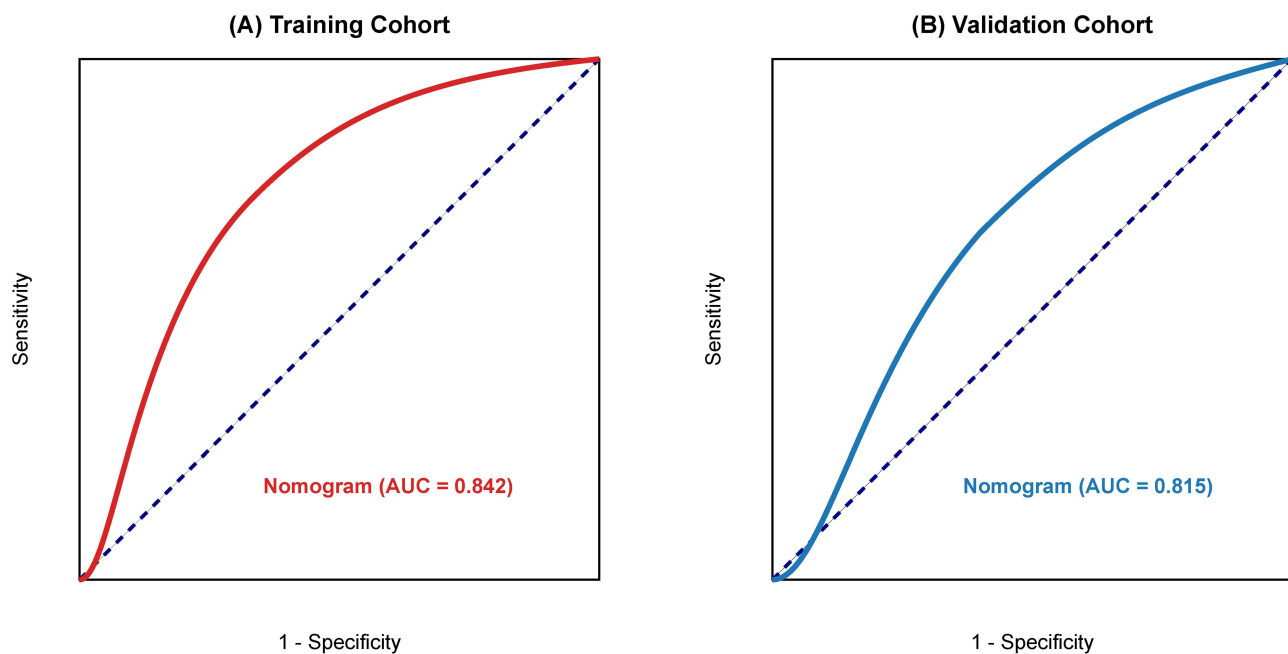 (A) Training Cohort
Sensitivity
Nomogram (AUC = 0.842)
1 - Specificity
(B) Validation Cohort
Sensitivity
Nomogram (AUC = 0.815)
1 - Specificity